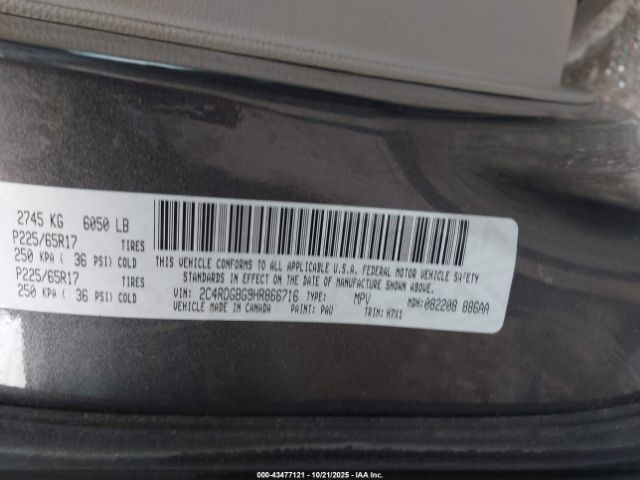 2745 KG 6050 LB
P225/65R17 TIRES
250 KPA ( 36 PSI) COLD
P225/65R17 TIRES
250 KPA ( 36 PSI) COLD
THIS VEHICLE CONFORMS TO ALL APPLICABLE U.S.A. FEDERAL MOTOR VEHICLE SAFETY
STANDARDS IN EFFECT ON THE DATE OF MANUFACTURE SHOWN ABOVE.
VIN: 2C4RDGBG9HR866716 TYPE: MPV MDH: 082208 886AA
VEHICLE MADE IN CANADA PAINT: PAU TRIM: H7X1
000-43477121 - 10/21/2025 - IAA Inc.